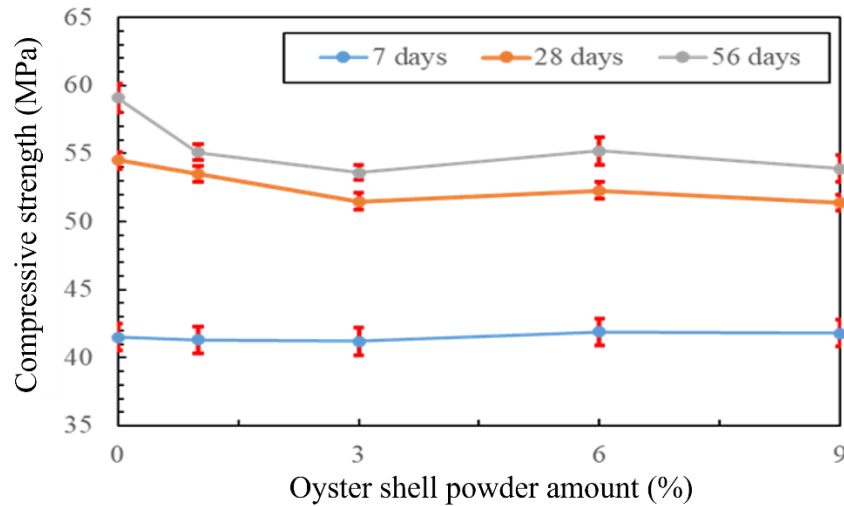 65
60
55
50
45
40
35
Compressive strength (MPa)
7 days 28 days 56 days
0 3 6 9
Oyster shell powder amount (%)